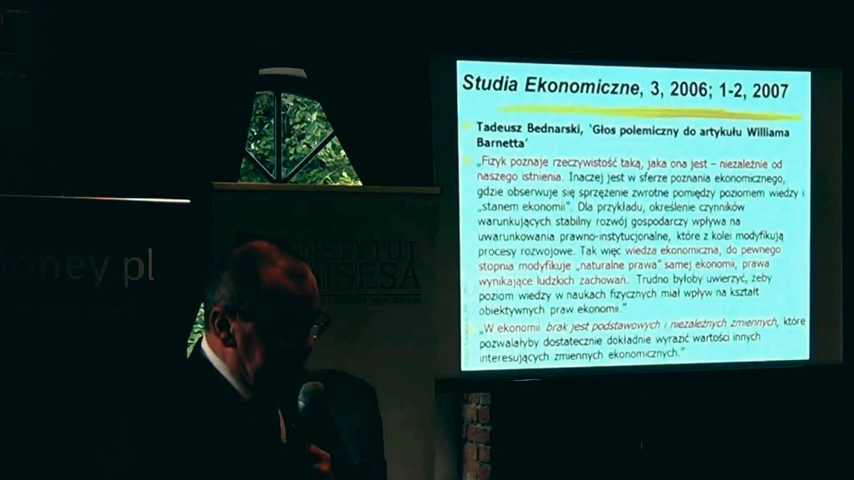 Studia Ekonomiczne, 3, 2006; 1-2, 2007
Tadeusz Bednarski, 'Głos polemiczny do artykułu Williama
Barnetta'
„Fizyk poznaje rzeczywistość taką, jaka ona jest – niezależnie od
naszego istnienia. Inaczej jest w sferze poznania ekonomicznego,
gdzie obserwuje się sprzężenie zwrotne pomiędzy poziomem wiedzy i
„stanem ekonomii". Dla przykładu, określenie czynników
warunkujących stabilny rozwój gospodarczy wpływa na
uwarunkowania prawno-instytucjonalne, które z kolei modyfikują
procesy rozwojowe. Tak więc wiedza ekonomiczna, do pewnego
stopnia modyfikuje „naturalne prawa" samej ekonomii, prawa
wynikające ludzkich zachowań. Trudno byłoby uwierzyć, żeby
poziom wiedzy w naukach fizycznych miał wpływ na kształt
obiektywnych praw ekonomii."
„W ekonomii brak jest podstawowych i niezależnych zmiennych, które
pozwalałyby dostatecznie dokładnie wyrazić wartości innych
interesujących zmiennych ekonomicznych."
oney.pl
INSTYTUT